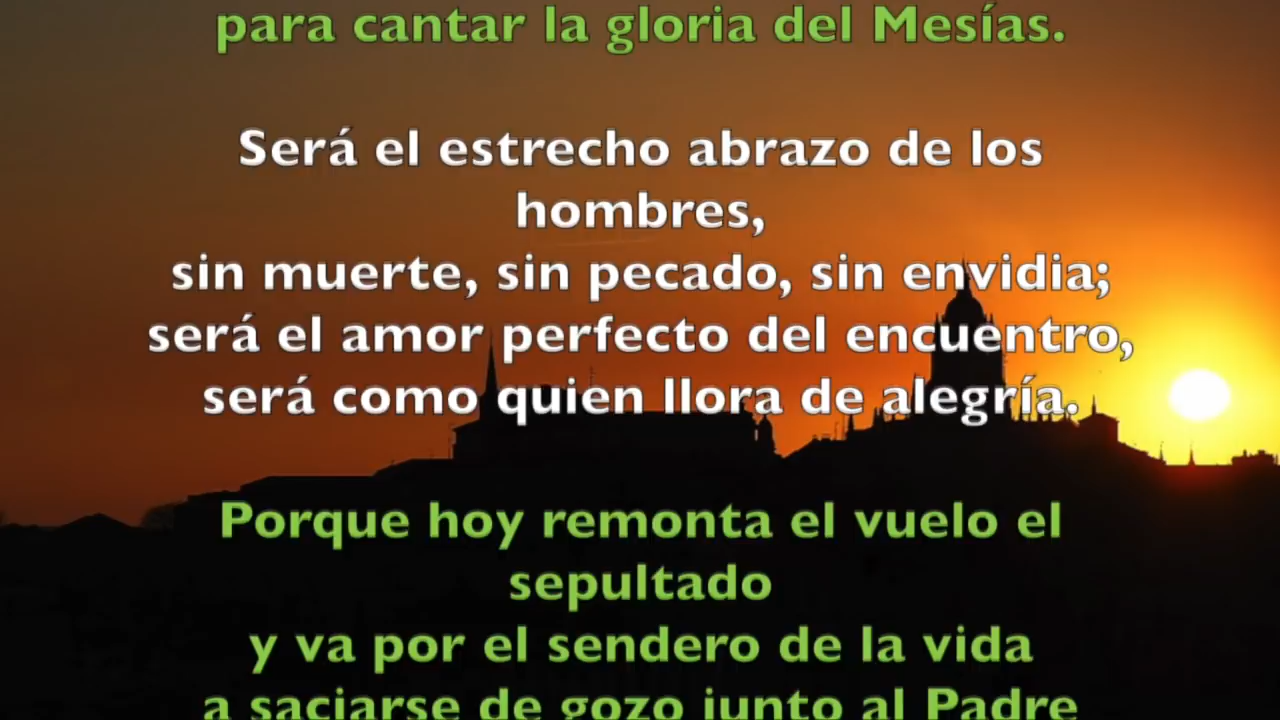 para cantar la gloria del Mesías.
Será el estrecho abrazo de los
hombres,
sin muerte, sin pecado, sin envidia;
será el amor perfecto del encuentro,
será como quien llora de alegría.
Porque hoy remonta el vuelo el
sepultado
y va por el sendero de la vida
a saciarse de gozo junto al Padre